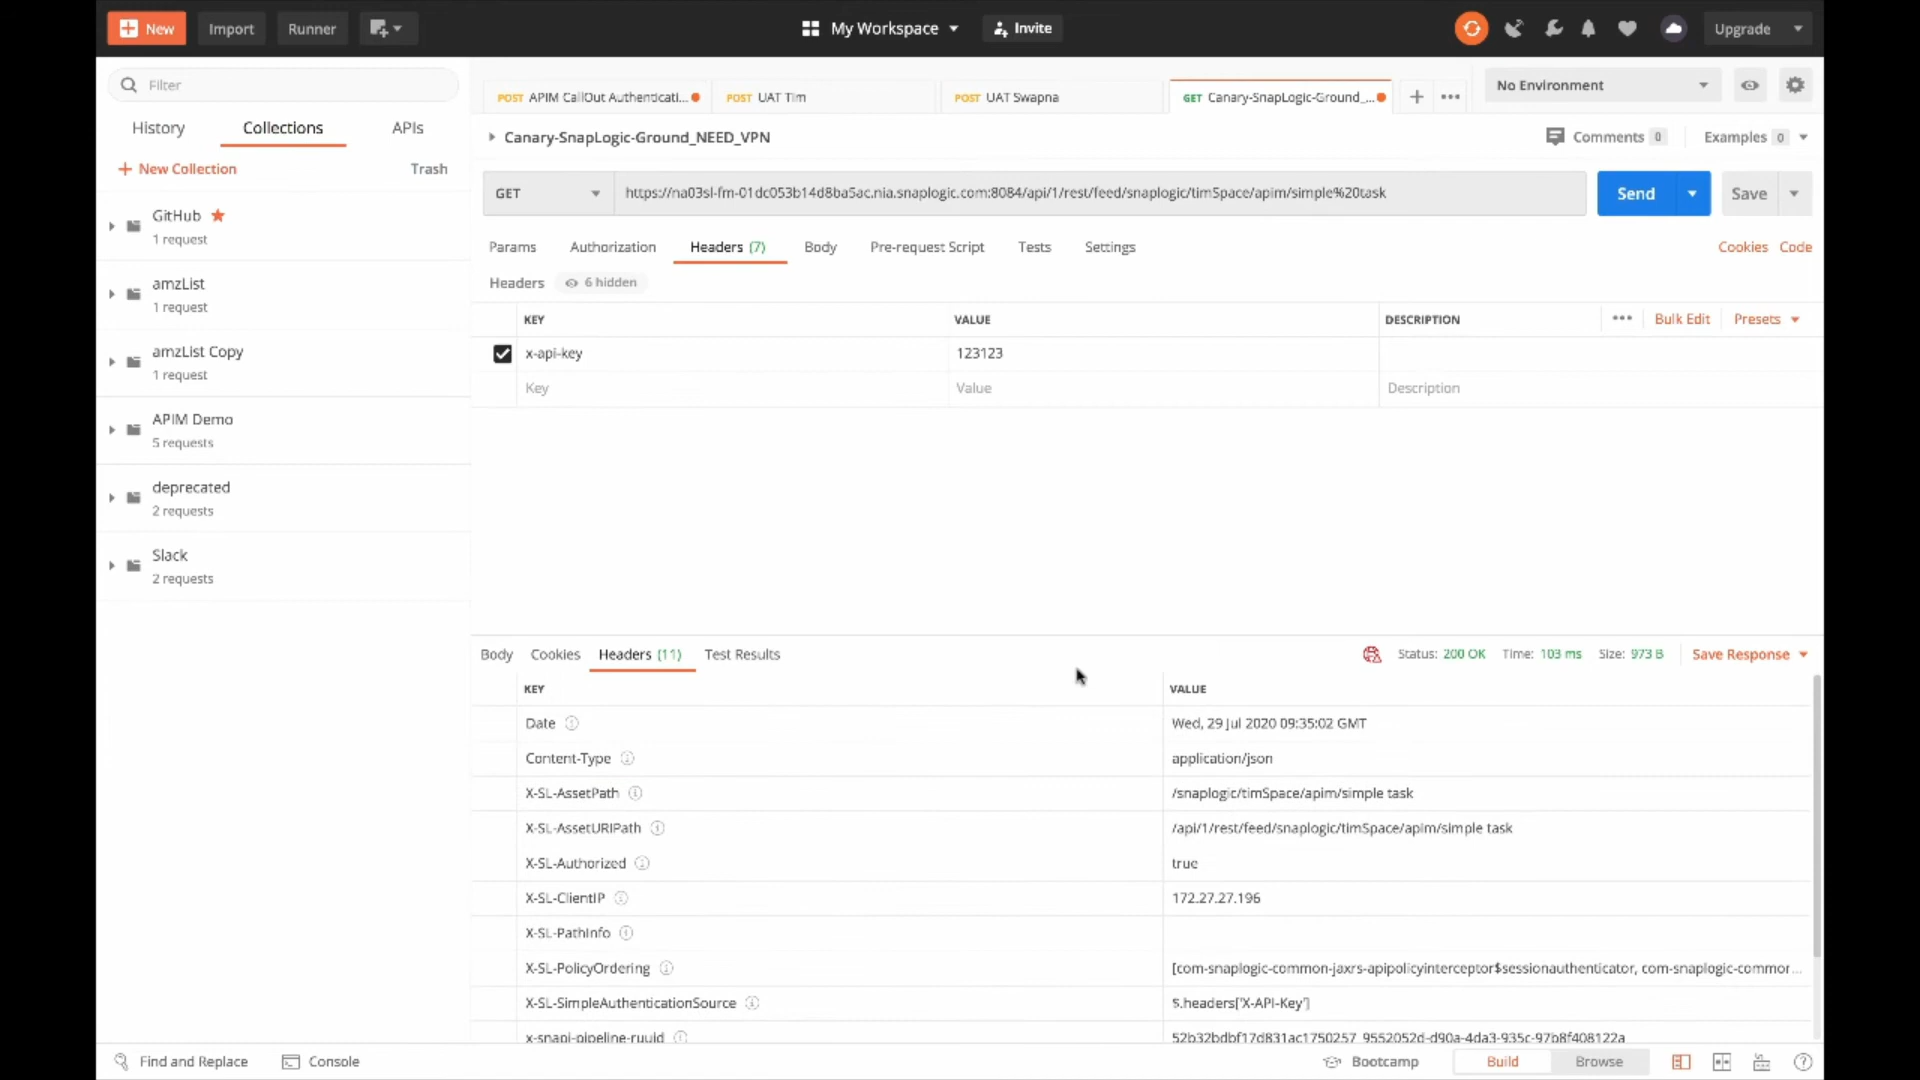 New
Import
Runner
My Workspace
Invite
Upgrade
Filter
History
Collections
APIs
New Collection
Trash
GitHub
1 request
amzList
1 request
amzList Copy
1 request
APIM Demo
5 requests
deprecated
2 requests
Slack
2 requests
POST APIM CallOut Authenticati...
POST UAT Tim
POST UAT Swapna
GET Canary-SnapLogic-Ground_...
No Environment
Canary-SnapLogic-Ground_NEED_VPN
Comments 0
Examples 0
GET
https://na03sl-fm-01dc053b14d8ba5ac.nia.snaplogic.com:8084/api/1/rest/feed/snaplogic/timSpace/apim/simple%20task
Send
Save
Params
Authorization
Headers (7)
Body
Pre-request Script
Tests
Settings
Cookies
Code
Headers
6 hidden
KEY VALUE DESCRIPTION
Bulk Edit
Presets
x-api-key 123123
Key Value Description
Body
Cookies
Headers (11)
Test Results
Status: 200 OK
Time: 103 ms
Size: 973 B
Save Response
KEY VALUE
Date Wed, 29 Jul 2020 09:35:02 GMT
Content-Type application/json
X-SL-AssetPath /snaplogic/timSpace/apim/simple task
X-SL-AssetURIPath /api/1/rest/feed/snaplogic/timSpace/apim/simple task
X-SL-Authorized true
X-SL-ClientIP 172.27.27.196
X-SL-PathInfo
X-SL-PolicyOrdering [com-snaplogic-common-jaxrs-apipolicyinterceptor$sessionauthenticator, com-snaplogic-common...
X-SL-SimpleAuthenticationSource $.headers['X-API-Key']
x-snapi-pipeline-ruuid 52b32bdbf17d831ac1750257_9552052d-d90a-4da3-935c-97b8f408122a
Find and Replace
Console
Bootcamp
Build
Browse